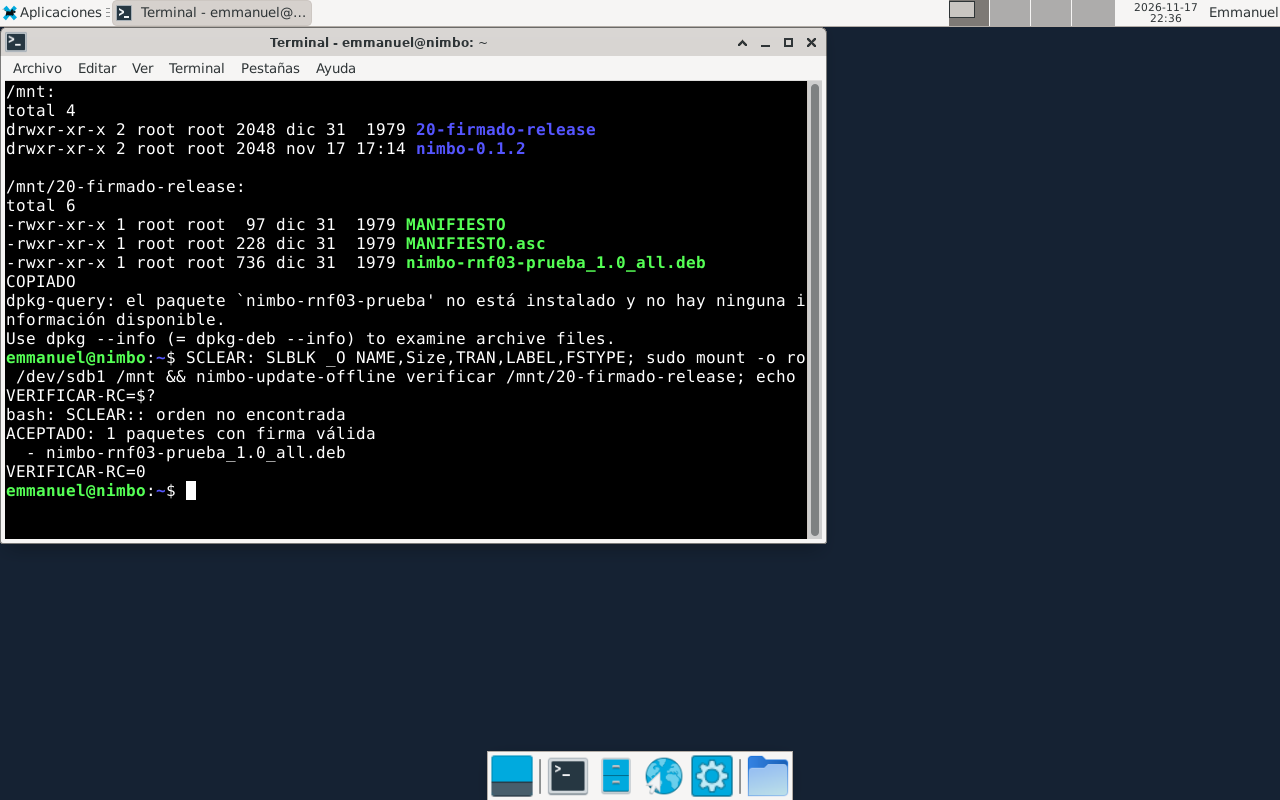 Aplicaciones
Terminal - emmanuel@...
2026-11-17
22:36
Emmanuel
Terminal - emmanuel@nimbo: ~
Archivo Editar Ver Terminal Pestañas Ayuda
/mnt:
total 4
drwxr-xr-x 2 root root 2048 dic 31  1979 20-firmado-release
drwxr-xr-x 2 root root 2048 nov 17 17:14 nimbo-0.1.2
/mnt/20-firmado-release:
total 6
-rwxr-xr-x 1 root root  97 dic 31  1979 MANIFIESTO
-rwxr-xr-x 1 root root 228 dic 31  1979 MANIFIESTO.asc
-rwxr-xr-x 1 root root 736 dic 31  1979 nimbo-rnf03-prueba_1.0_all.deb
COPIADO
dpkg-query: el paquete `nimbo-rnf03-prueba' no está instalado y no hay ninguna i
nformación disponible.
Use dpkg --info (= dpkg-deb --info) to examine archive files.
emmanuel@nimbo:~$ SCLEAR: SLBLK _O NAME,Size,TRAN,LABEL,FSTYPE; sudo mount -o ro
 /dev/sdb1 /mnt && nimbo-update-offline verificar /mnt/20-firmado-release; echo
VERIFICAR-RC=$?
bash: SCLEAR:: orden no encontrada
ACEPTADO: 1 paquetes con firma válida
  - nimbo-rnf03-prueba_1.0_all.deb
VERIFICAR-RC=0
emmanuel@nimbo:~$